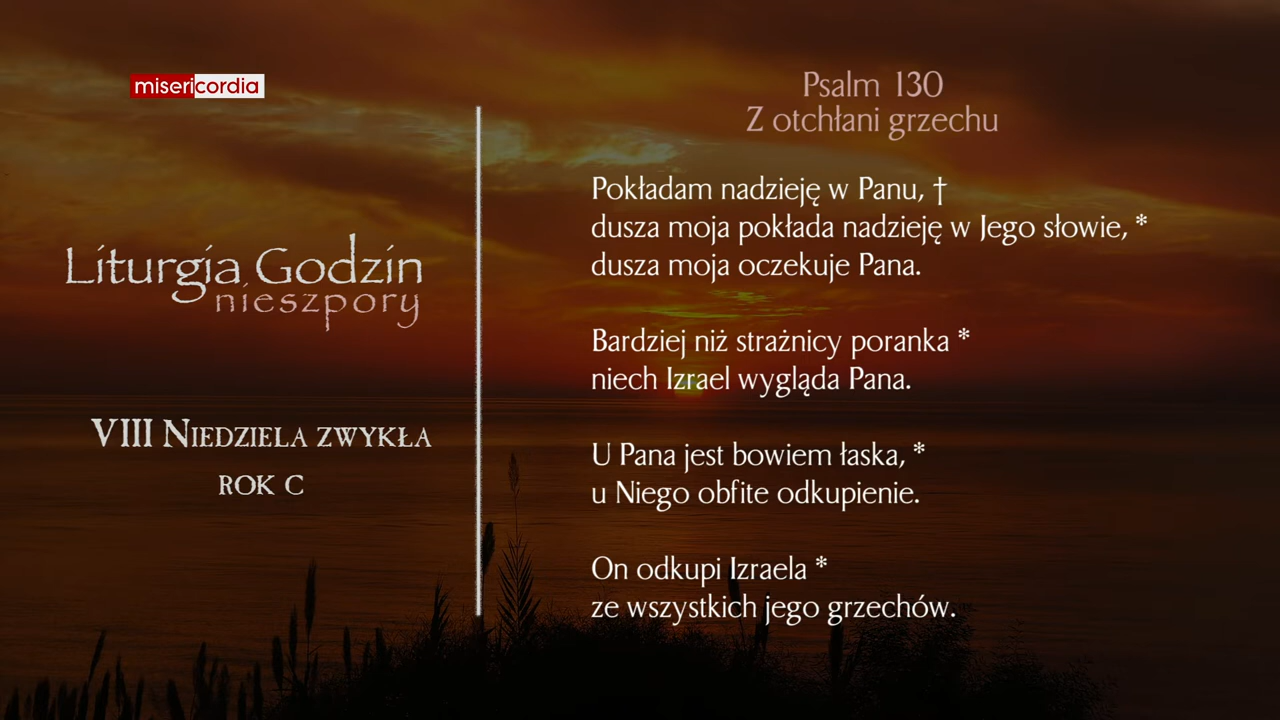 misericordia
Liturgia Godzin
nieszpory
VIII Niedziela zwykła
rok C
Psalm 130
Z otchłani grzechu
Pokładam nadzieję w Panu, †
dusza moja pokłada nadzieję w Jego słowie, *
dusza moja oczekuje Pana.
Bardziej niż strażnicy poranka *
niech Izrael wygląda Pana.
U Pana jest bowiem łaska, *
u Niego obfite odkupienie.
On odkupi Izraela *
ze wszystkich jego grzechów.